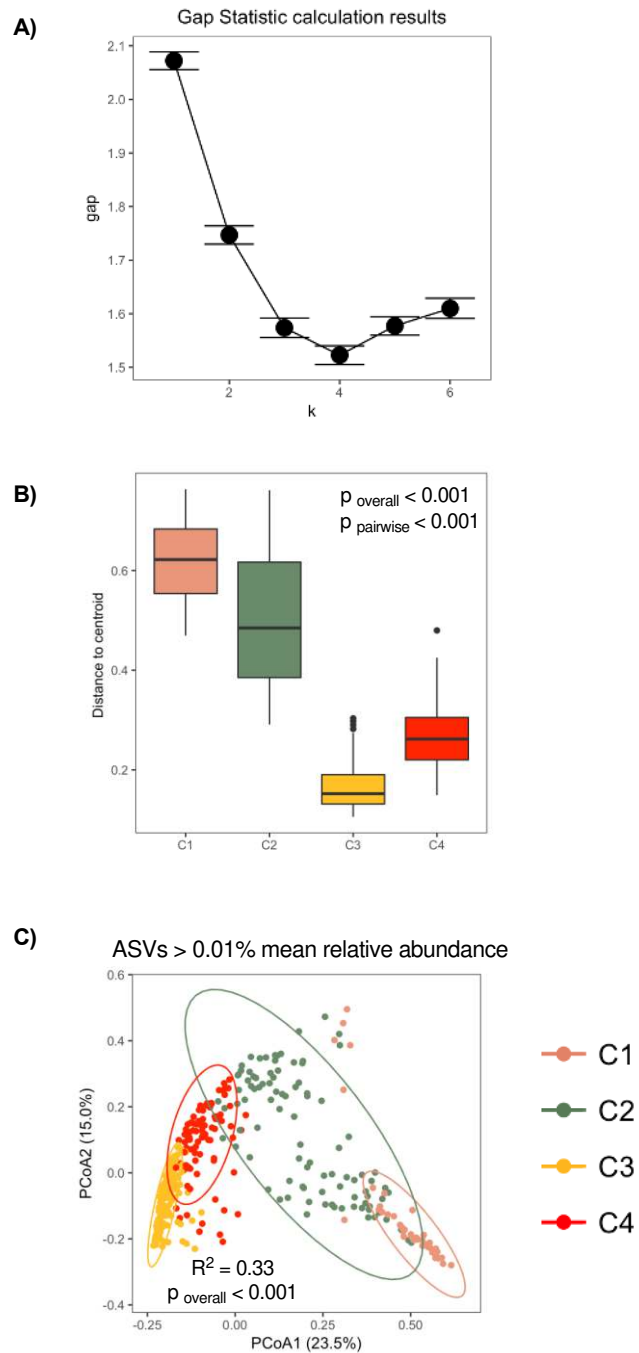 A)
Gap Statistic calculation results
2.1
2.0
1.9
1.8
1.7
1.6
1.5
gap
2 4 6
k
B)
p overall < 0.001
p pairwise < 0.001
0.6
0.4
0.2
Distance to centroid
C1 C2 C3 C4
C)
ASVs > 0.01% mean relative abundance
0.6
0.4
0.2
0.0
-0.2
-0.4
PCoA2 (15.0%)
R2 = 0.33
p overall < 0.001
-0.25 0.00 0.25 0.50
PCoA1 (23.5%)
C1
C2
C3
C4